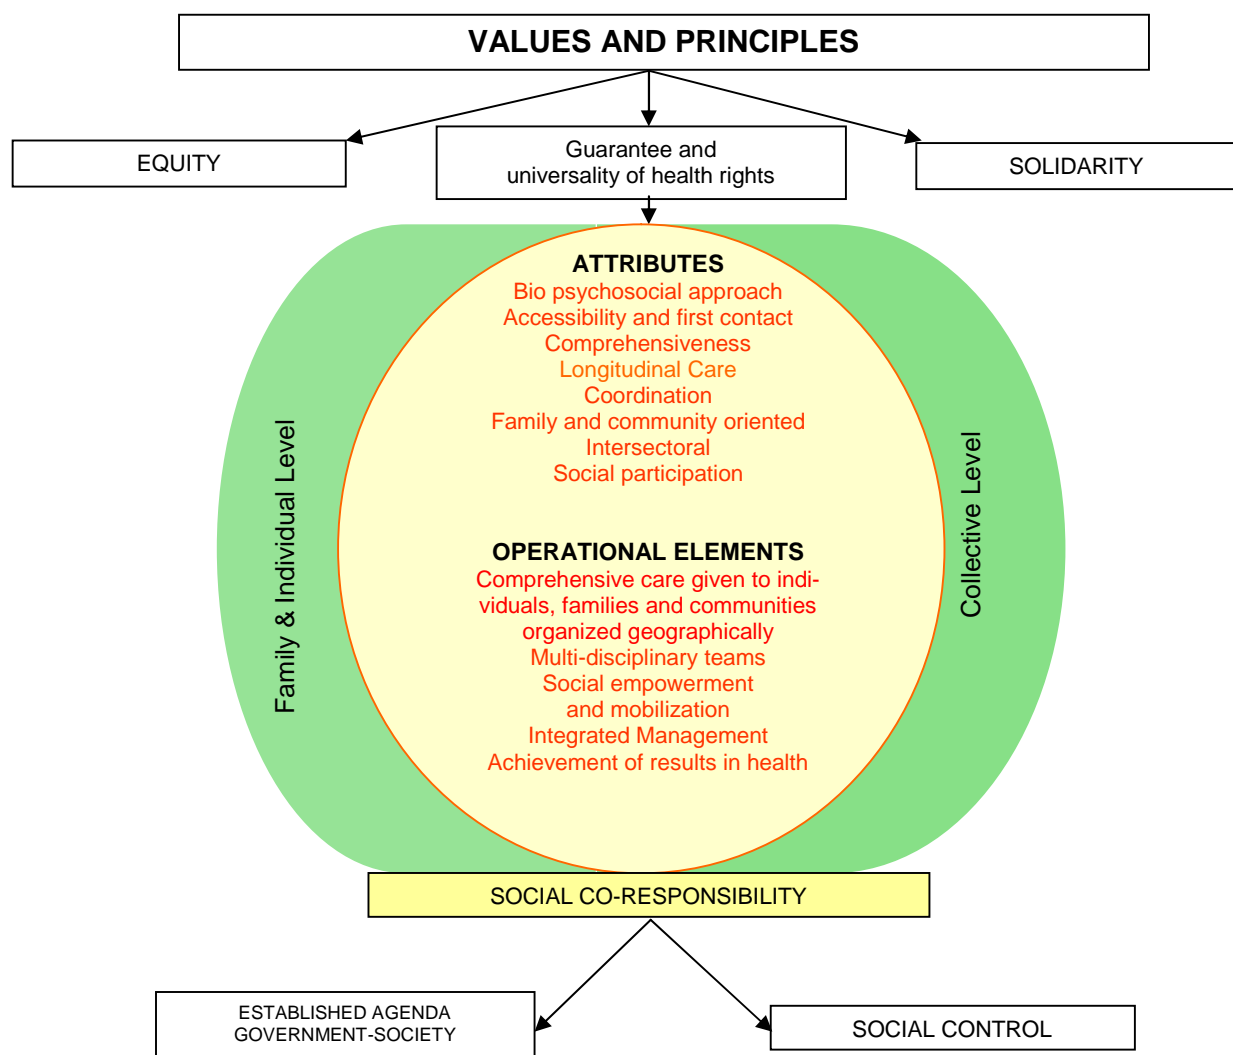 VALUES AND PRINCIPLES
EQUITY
Guarantee and
universality of health rights
SOLIDARITY
ATTRIBUTES
Bio psychosocial approach
Accessibility and first contact
Comprehensiveness
Longitudinal Care
Coordination
Family and community oriented
Intersectoral
Social participation
Family & Individual Level
Collective Level
OPERATIONAL ELEMENTS
Comprehensive care given to indi-
viduals, families and communities
organized geographically
Multi-disciplinary teams
Social empowerment
and mobilization
Integrated Management
Achievement of results in health
SOCIAL CO-RESPONSIBILITY
ESTABLISHED AGENDA
GOVERNMENT-SOCIETY
SOCIAL CONTROL